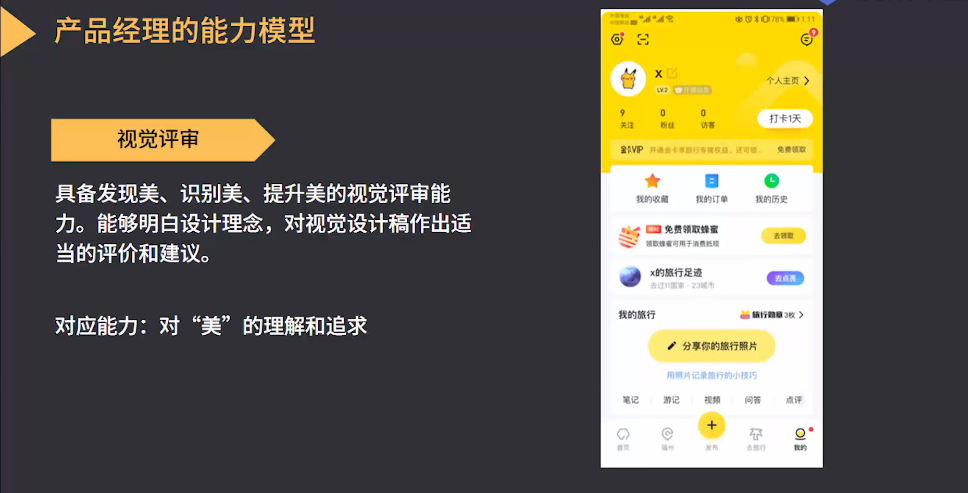 产品经理的能力模型
视觉评审
具备发现美、识别美、提升美的视觉评审能
力。能够明白设计理念，对视觉设计稿作出适
当的评价和建议。
对应能力：对“美”的理解和追求
78% 1:11
9
x
LV.2
个人主页
9 0 0
关注 粉丝 访客
打卡1天
VIP 开通金卡享旅行专属权益，还可领... 免费领取
我的收藏 我的订单 我的历史
限时 免费领取蜂蜜
领取蜂蜜可用于消费抵现
去领取
x的旅行足迹
去过11国家·23城市
去点亮
我的旅行 旅行勋章 3枚
分享你的旅行照片
用照片记录旅行的小技巧
笔记 游记 视频 问答 点评
首页 福州 发布 去旅行 我的